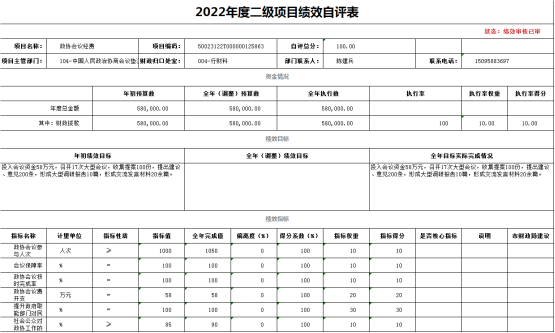 2022年度二级项目绩效自评表
状态: 绩效审核已审
项目名称: 政协会议经费 项目编码: 50023122T000000125863 自评总分: 100.00
项目主管部门: 104-中国人民政治协商会议垫 财政归口处室: 004-行财科 部门联系人: 陈建兵 联系电话: 15095883697
资金情况
年初预算数 全年（调整）预算数 全年执行数 执行率 执行率权重 执行率得分
年度总金额 580,000.00 580,000.00 580,000.00
其中: 财政拨款 580,000.00 580,000.00 580,000.00 100 10.00 10.00
绩效目标
年初绩效目标 全年（调整）绩效目标 全年目标实际完成情况
投入会议资金58万元，召开17次大型会议，收集提案100份，提出建议、意见200条，形成大型调研报告10篇，形成交流发言材料20余篇。 投入会议资金58万元，召开17次大型会议，收集提案100份，提出建议、意见200条，形成大型调研报告10篇，形成交流发言材料20余篇。
绩效指标
指标名称 计量单位 指标性质 指标值 全年完成值 偏离度（%） 得分系数（%） 指标权重 指标得分 是否核心指标 说明 市财政局建议
政协会议参与人次 人次 ≥ 1000 1050 0 100 10 10
会议保障率 % = 100 100 0 100 10 10
政协会议按时完成率 % = 100 100 0 100 10 10
政协会议费开支 万元 = 58 58 0 100 20 20
提升政府职能部门对民 % = 100 100 0 100 30 30
社会公众对政协工作的 % ≥ 85 90 0 100 10 10